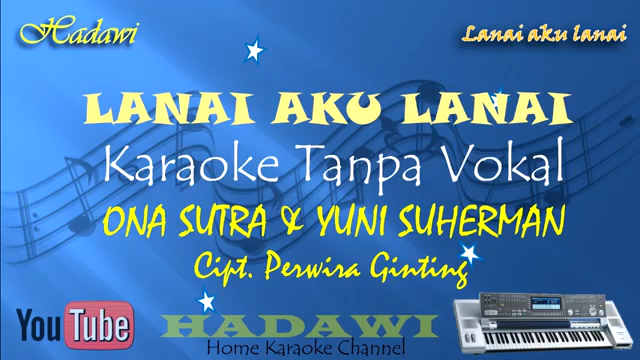 Hadawi
Lanai aku lanai
LANAI AKU LANAI
Karaoke Tanpa Vokal
ONA SUTRA & YUNI SUHERMAN
Cipt. Perwira Ginting
YouTube
HADAWI
Home Karaoke Channel